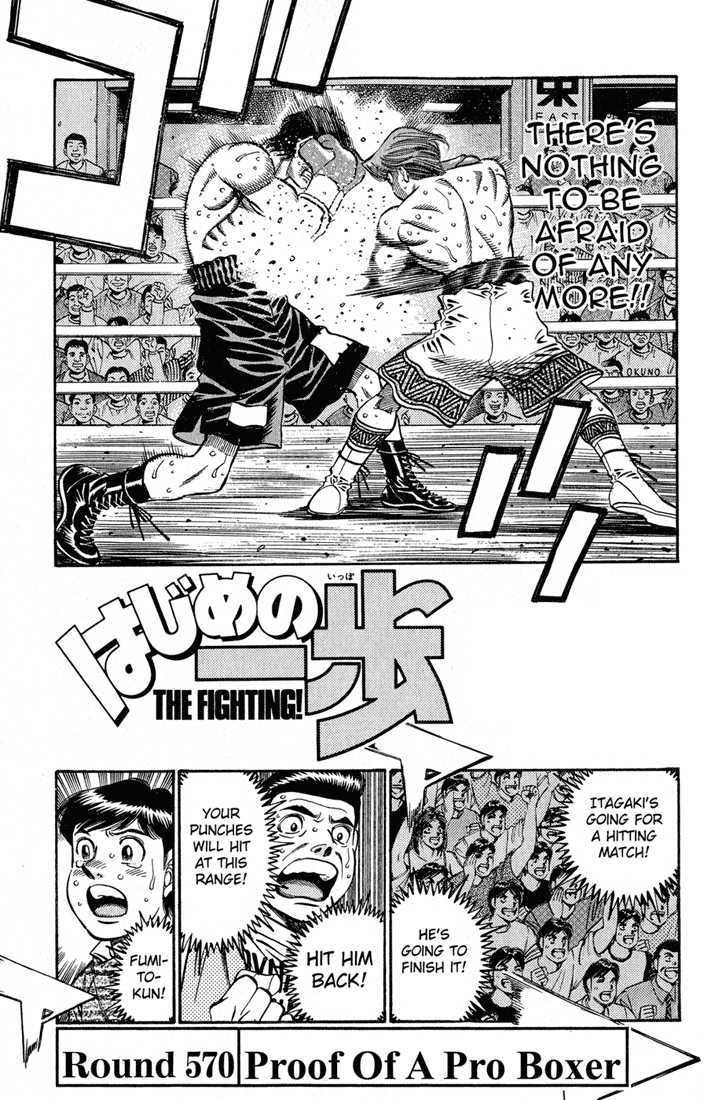 ゴ
東
EAST
THERE'S
NOTHING
TO BE
AFRAID
OF ANY
MORE!!
OKUNO
いっぽ
はじめの一歩
THE FIGHTING!
ITAGAKI'S
GOING FOR
A HITTING
MATCH!
HE'S
GOING TO
FINISH IT!
YOUR
PUNCHES
WILL HIT
AT THIS
RANGE!
HIT HIM
BACK!
FUMI-
TO-
KUN!
Round 570 Proof Of A Pro Boxer